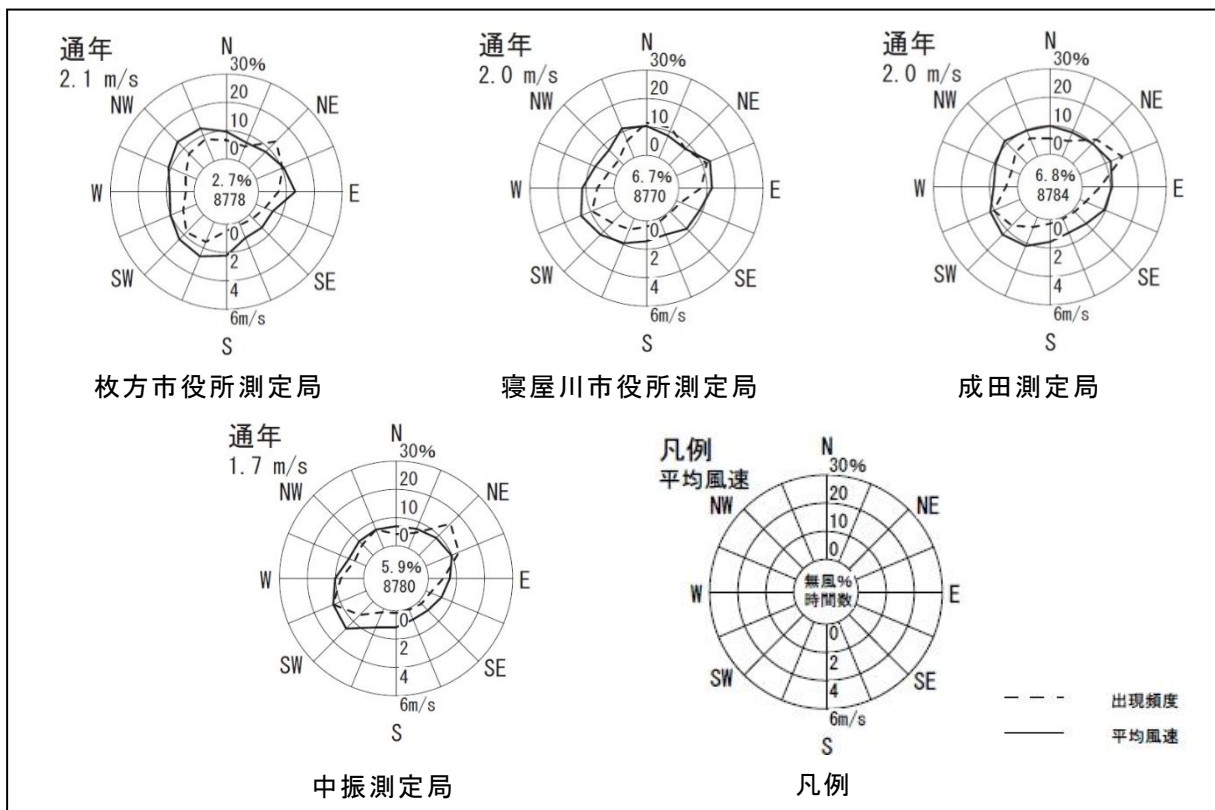 通年
2.1 m/s
N
30%
20
10
0
NW
NE
W
E
2.7%
8778
0
2
4
6m/s
SW
SE
S
枚方市役所測定局
通年
2.0 m/s
N
30%
20
10
0
NW
NE
W
E
6.7%
8770
0
2
4
6m/s
SW
SE
S
寝屋川市役所測定局
通年
2.0 m/s
N
30%
20
10
0
NW
NE
W
E
6.8%
8784
0
2
4
6m/s
SW
SE
S
成田測定局
通年
1.7 m/s
N
30%
20
10
0
NW
NE
W
E
5.9%
8780
0
2
4
6m/s
SW
SE
S
中振測定局
凡例
平均風速
N
30%
20
10
0
NW
NE
W
E
無風%
時間数
0
2
4
6m/s
SW
SE
S
凡例
出現頻度
平均風速